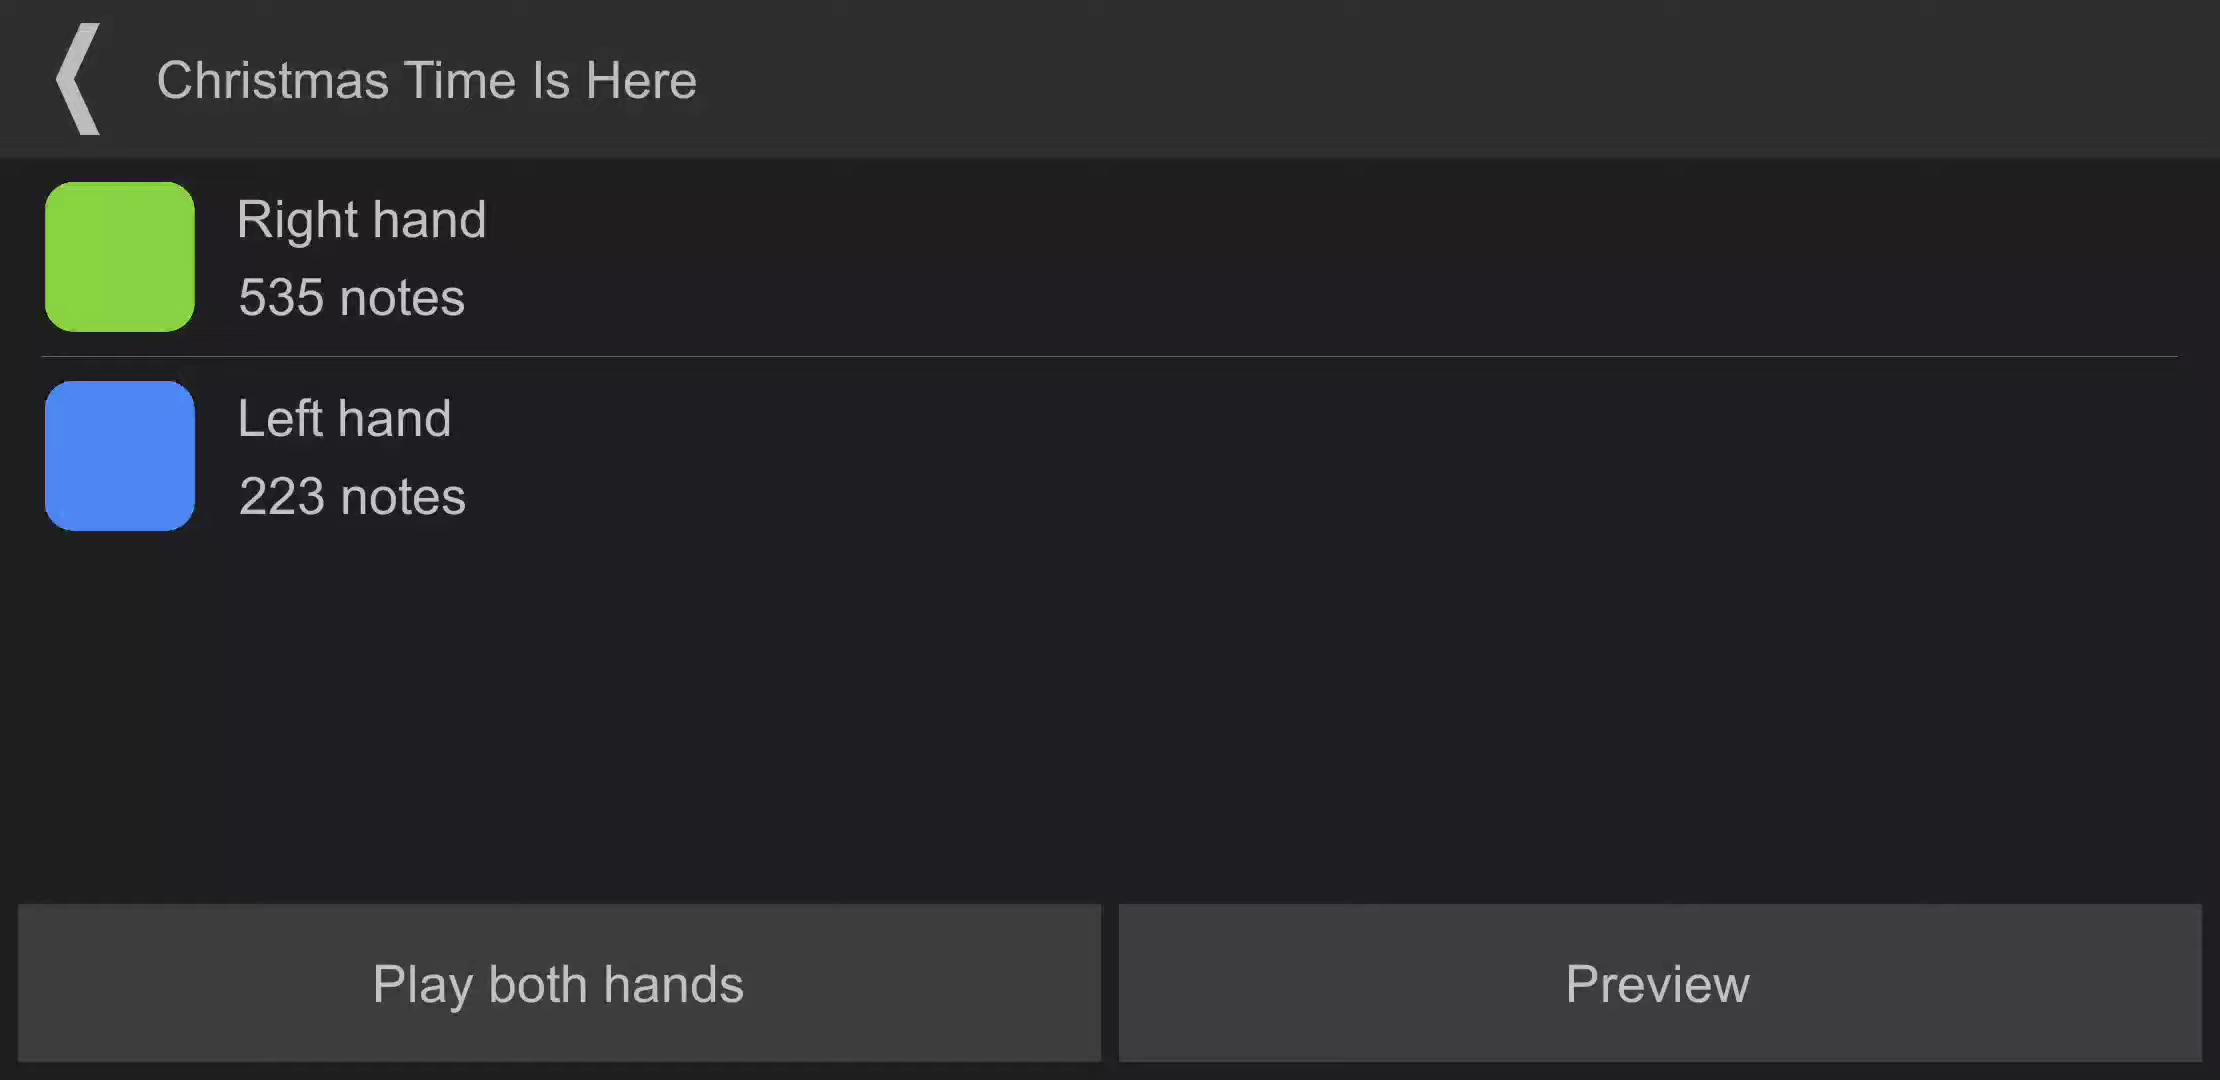 Christmas Time Is Here
Right hand
535 notes
Left hand
223 notes
Play both hands
Preview